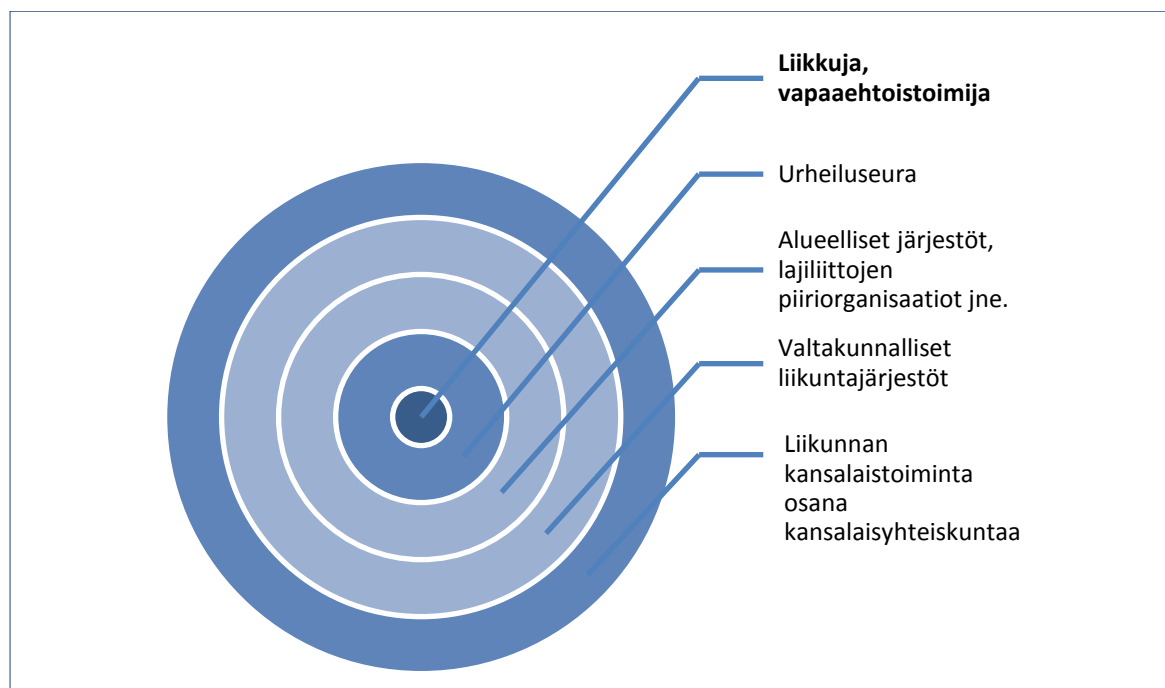 Liikkuja,
vapaaehtoistoimija
Urheiluseura
Alueelliset järjestöt,
lajiliittojen
piiriorganisaatiot jne.
Valtakunnalliset
liikuntajärjestöt
Liikunnan
kansalaistoiminta
osana
kansalaisyhteiskuntaa